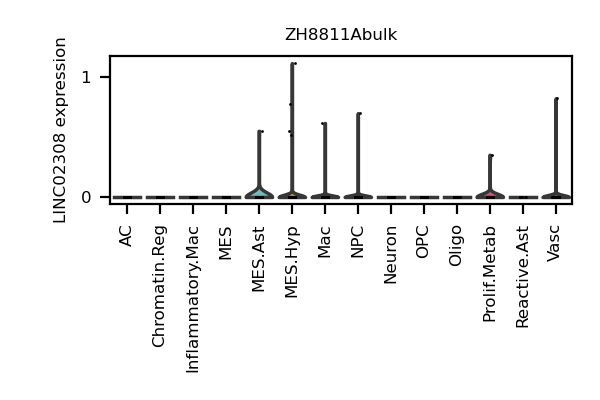 ZH8811Abulk
LINC02308 expression
1
0
AC
Chromatin.Reg
Inflammatory.Mac
MES
MES.Ast
MES.Hyp
Mac
NPC
Neuron
OPC
Oligo
Prolif.Metab
Reactive.Ast
Vasc